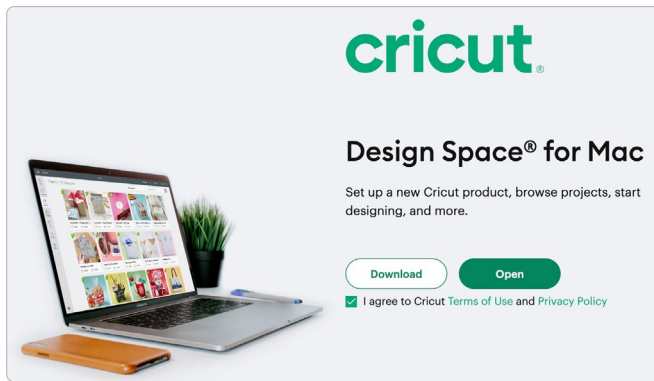 cricut®
Design Space® for Mac
Set up a new Cricut product, browse projects, start
designing, and more.
Download
Open
I agree to Cricut Terms of Use and Privacy Policy